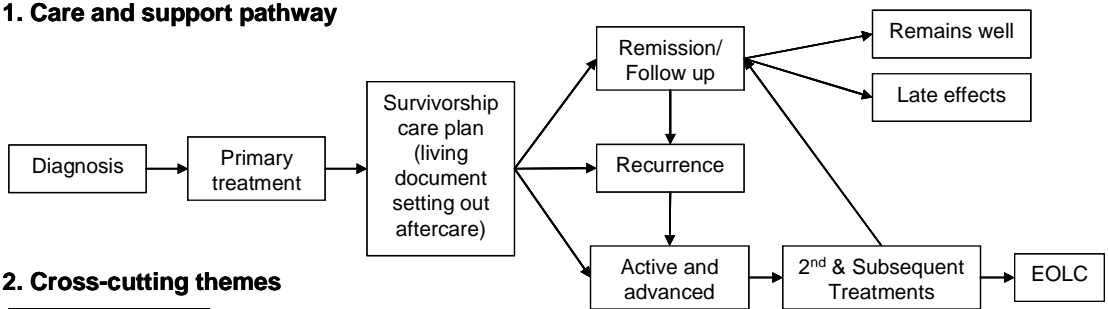 1. Care and support pathway
Diagnosis
Primary
treatment
Survivorship
care plan
(living
document
setting out
aftercare)
Remission/
Follow up
Recurrence
Active and
advanced
Remains well
Late effects
2nd & Subsequent
Treatments
EOLC
2. Cross-cutting themes